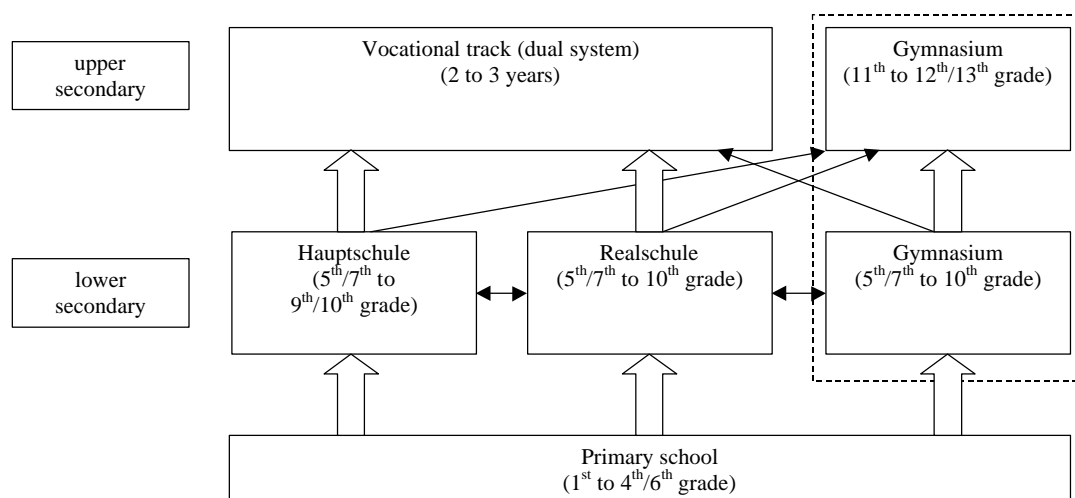 upper
secondary
Vocational track (dual system)
(2 to 3 years)
Gymnasium
(11th to 12th/13th grade)
lower
secondary
Hauptschule
(5th/7th to
9th/10th grade)
Realschule
(5th/7th to 10th grade)
Gymnasium
(5th/7th to 10th grade)
Primary school
(1st to 4th/6th grade)